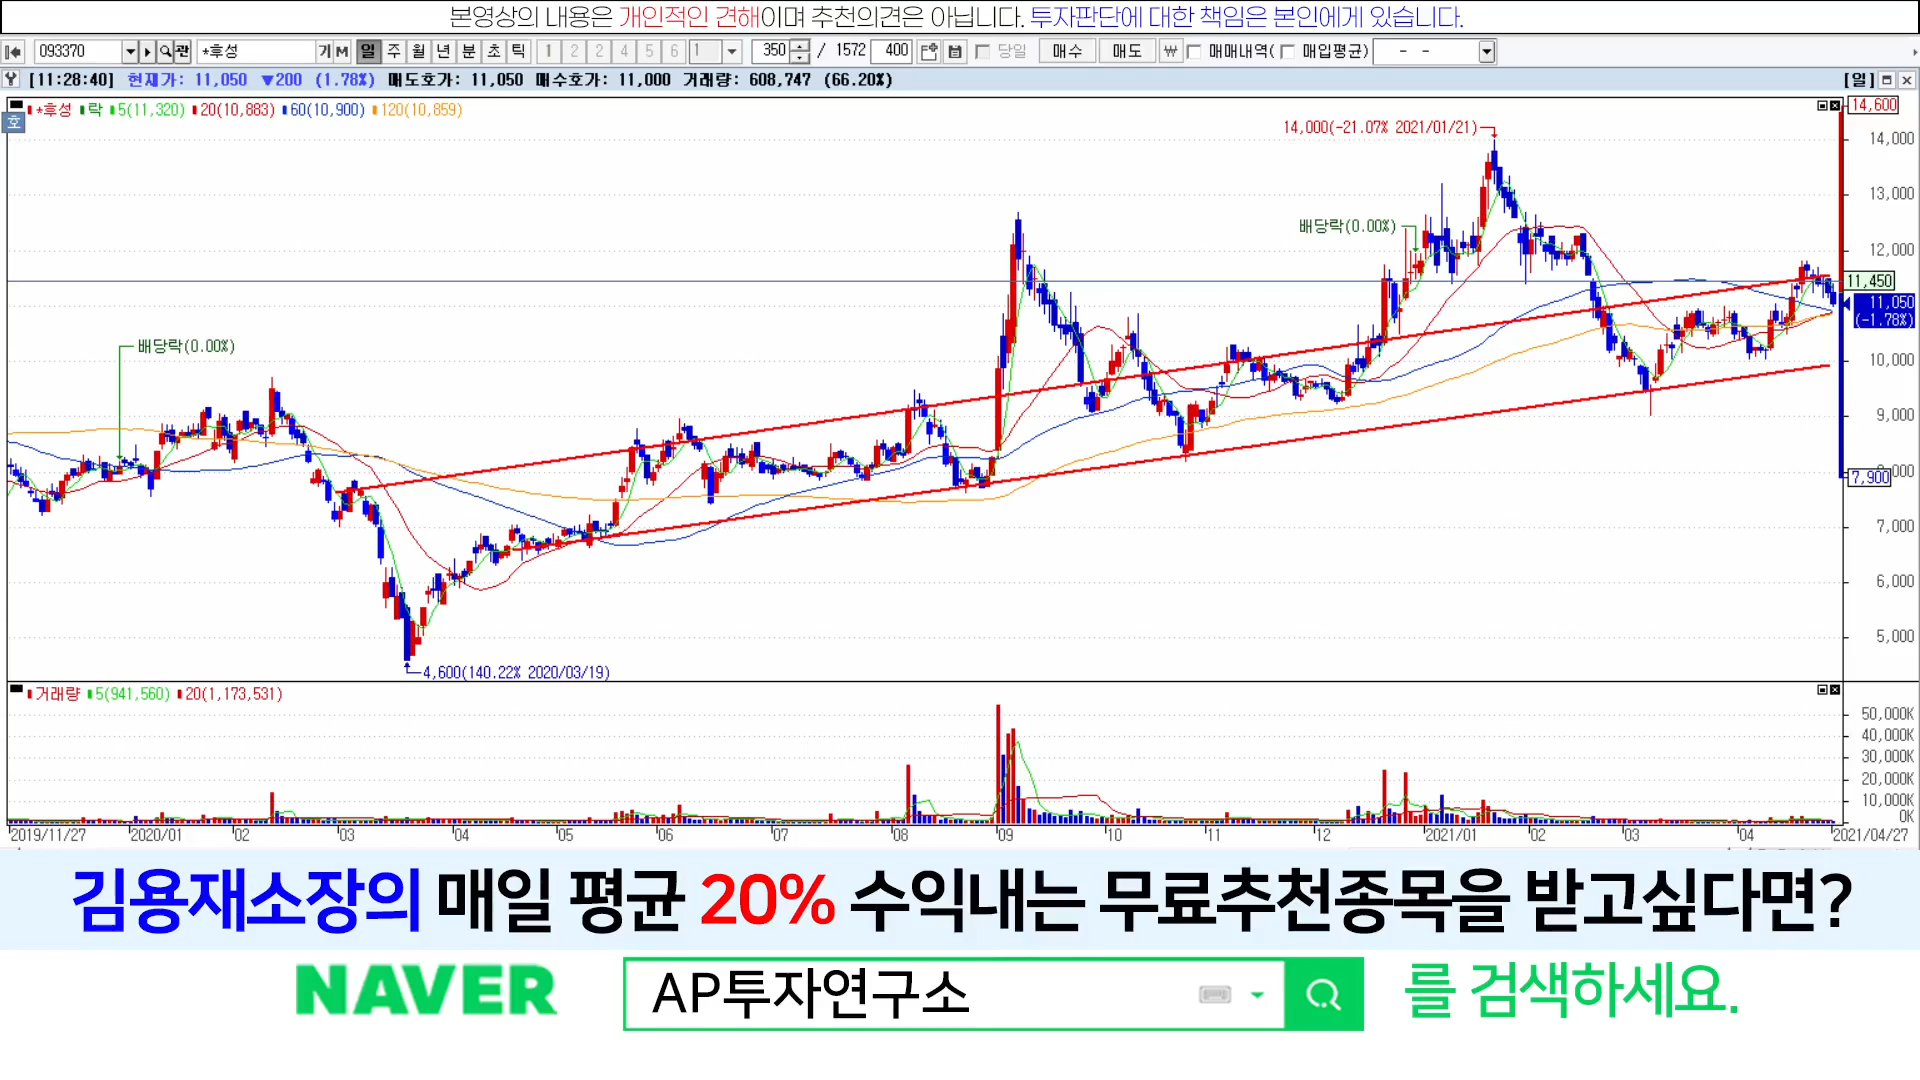 본영상의 내용은 개인적인 견해이며 추천의견은 아닙니다. 투자판단에 대한 책임은 본인에게 있습니다.
093370 관 *후성 기 M 일 주 월 년 분 초 틱 1 2 3 4 5 6 1 350 / 1572 400 당일 매수 매도 ₩ 매매내역( 매입평균) - -
[11:28:40] 현재가: 11,050 ▼200 (1.78%) 매도호가: 11,050 매수호가: 11,000 거래량: 608,747 (66.20%) [일]
호
*후성 락 5(11,320) 20(10,883) 60(10,900) 120(10,859)
14,600
14,000(-21.07% 2021/01/21)
14,000
13,000
배당락(0.00%)
12,000
11,450
11,050
(-1.78%)
배당락(0.00%)
10,000
9,000
7,900
7,000
6,000
5,000
4,600(140.22% 2020/03/19)
거래량 5(941,560) 20(1,173,531)
50,000K
40,000K
30,000K
20,000K
10,000K
0K
2019/11/27 2020/01 02 03 04 05 06 07 08 09 10 11 12 2021/01 02 03 04 2021/04/27
김용재소장의 매일 평균 20% 수익내는 무료추천종목을 받고싶다면?
NAVER AP투자연구소 를 검색하세요.